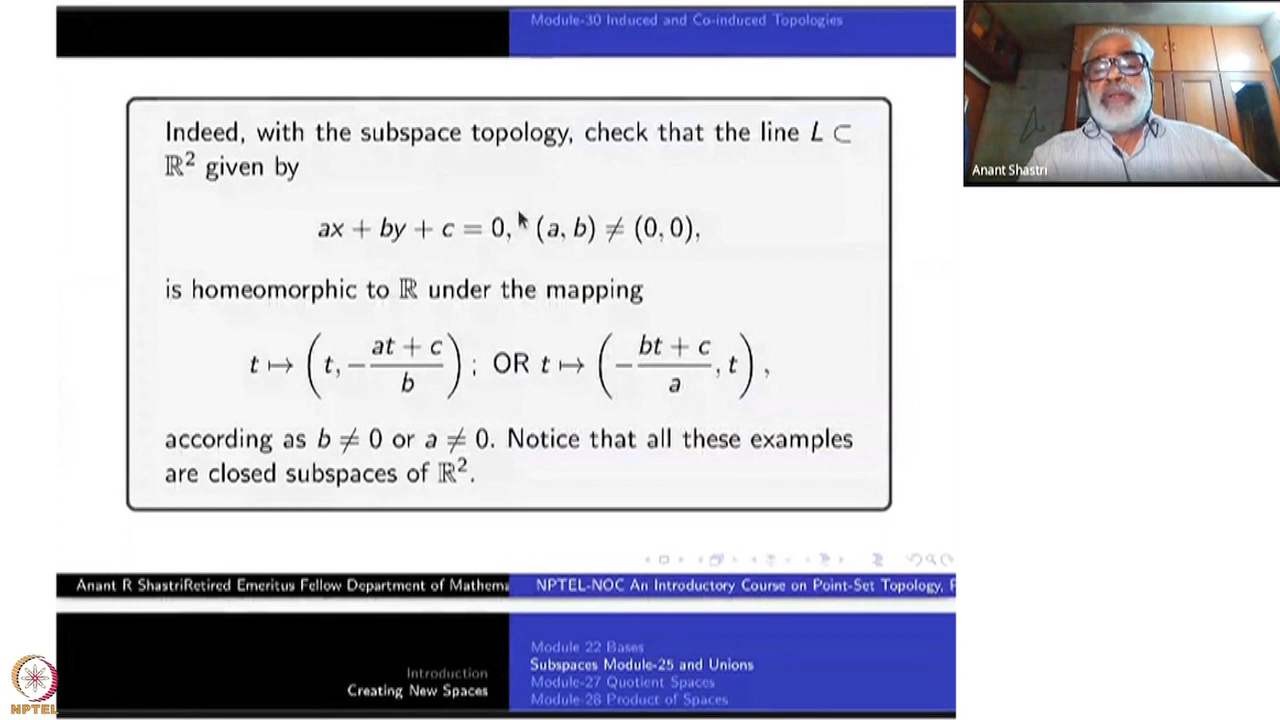 Module-30 Induced and Co-induced Topologies
Anant Shastri
Indeed, with the subspace topology, check that the line L ⊂
ℝ² given by
ax + by + c = 0, (a, b) ≠ (0, 0),
is homeomorphic to ℝ under the mapping
t ↦ (t, −(at + c)/b) ; OR t ↦ (−(bt + c)/a, t) ,
according as b ≠ 0 or a ≠ 0. Notice that all these examples
are closed subspaces of ℝ².
Anant R ShastriRetired Emeritus Fellow Department of Mathema
NPTEL-NOC An Introductory Course on Point-Set Topology, P
Introduction
Creating New Spaces
Module 22 Bases
Subspaces Module-25 and Unions
Module-27 Quotient Spaces
Module-28 Product of Spaces
NPTEL